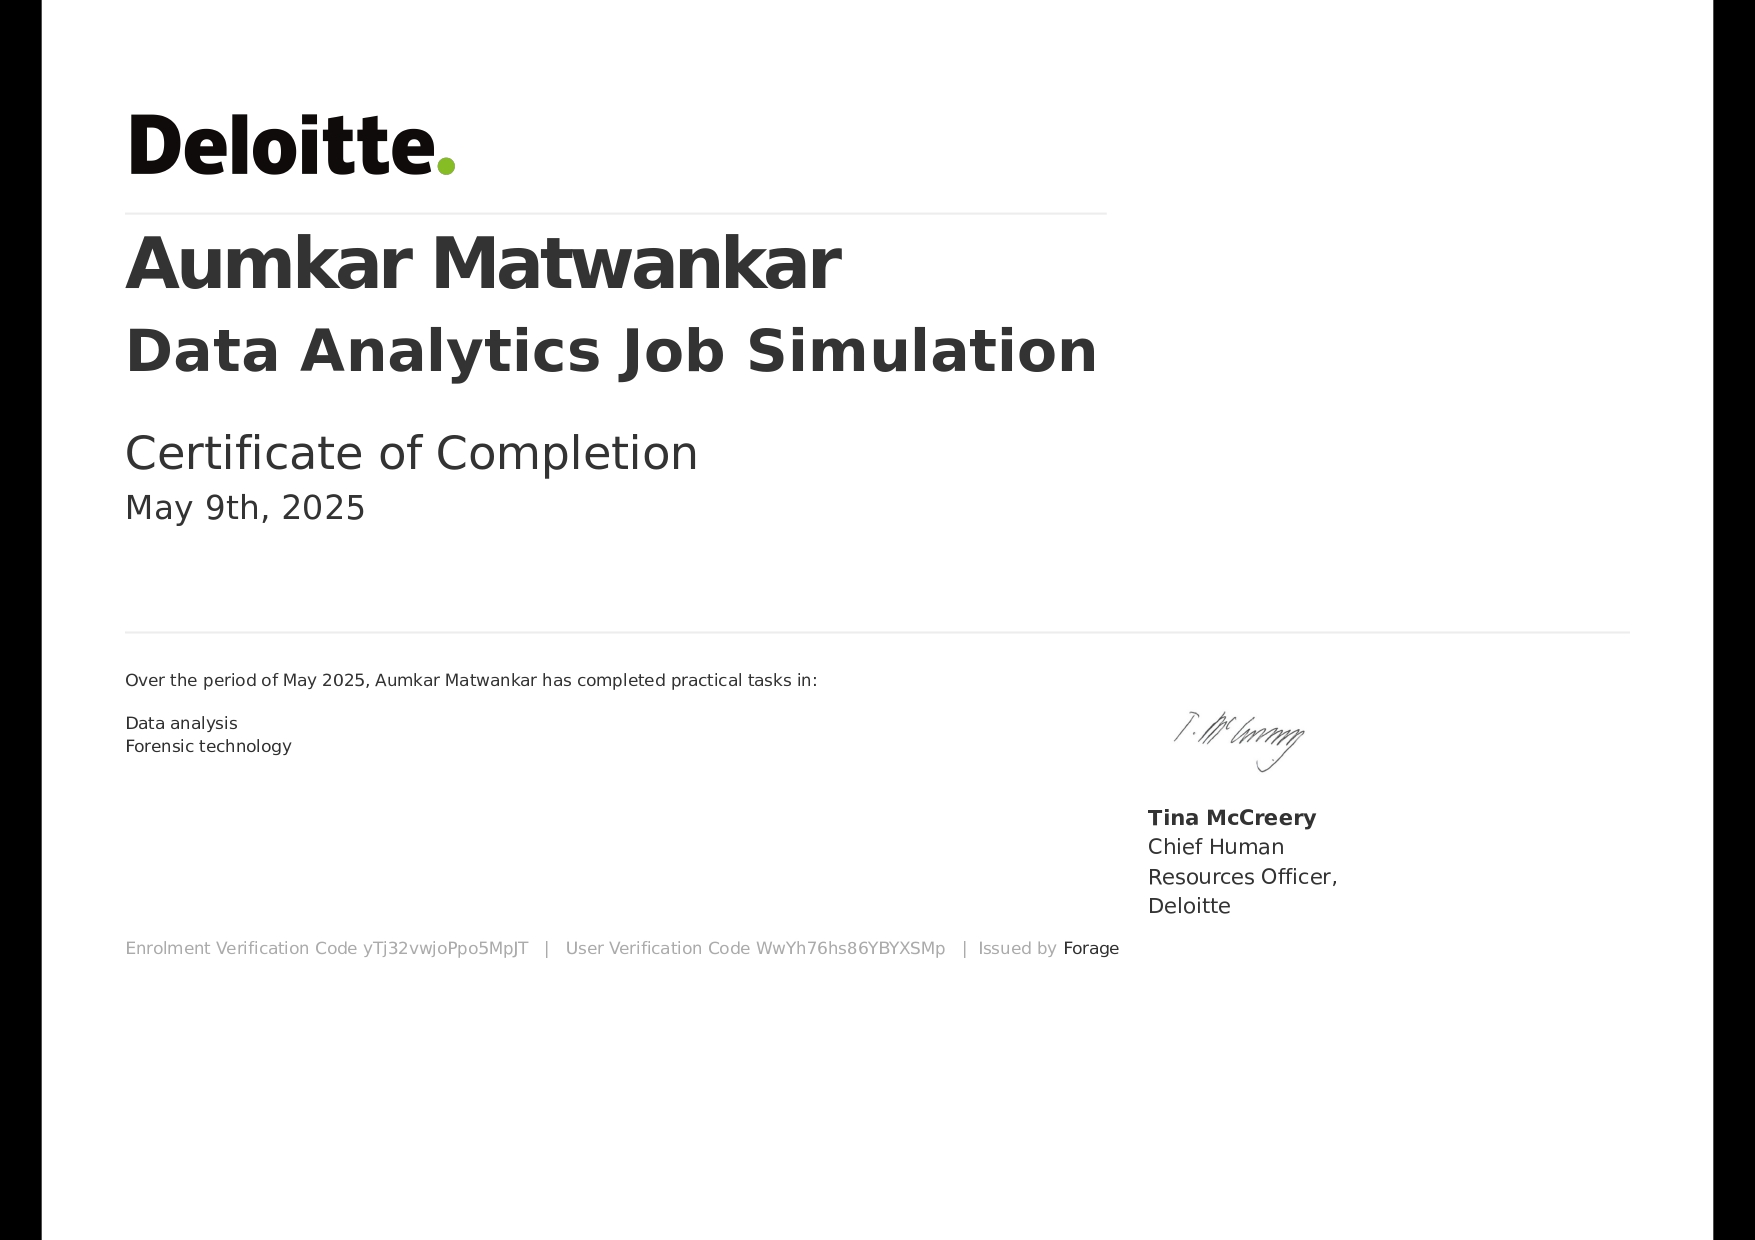 Deloitte.
Aumkar Matwankar
Data Analytics Job Simulation
Certificate of Completion
May 9th, 2025
Over the period of May 2025, Aumkar Matwankar has completed practical tasks in:
Data analysis
Forensic technology
T. McCreery
Tina McCreery
Chief Human
Resources Officer,
Deloitte
Enrolment Verification Code yTj32vwjoPpo5MpJT | User Verification Code WwYh76hs86YBYXSMp | Issued by Forage